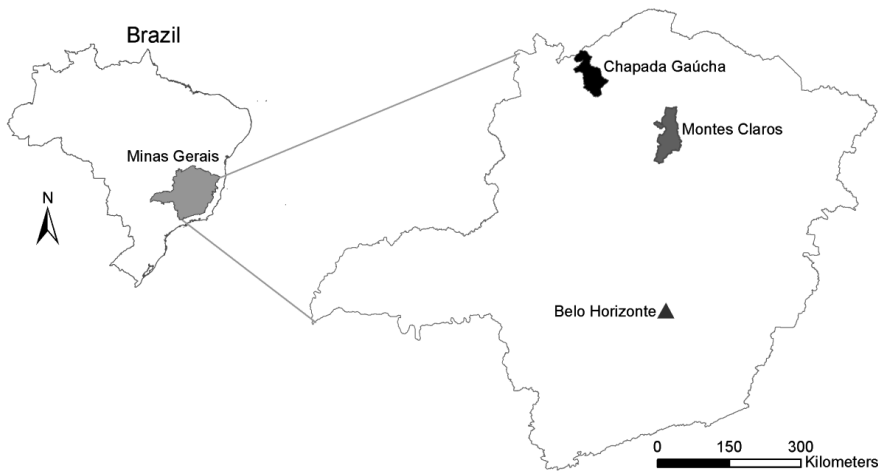 Brazil
Minas Gerais
N
Chapada Gaúcha
Montes Claros
Belo Horizonte
0 150 300
Kilometers